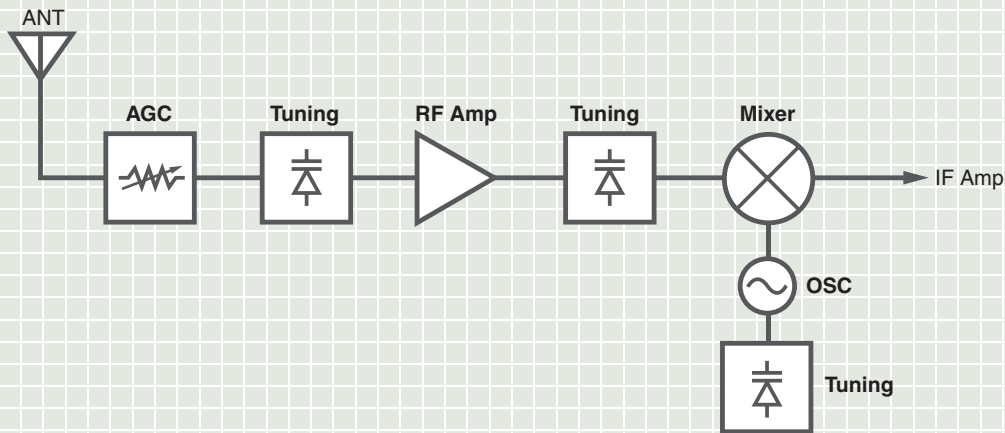 ANT
AGC
Tuning
RF Amp
Tuning
Mixer
IF Amp
OSC
Tuning